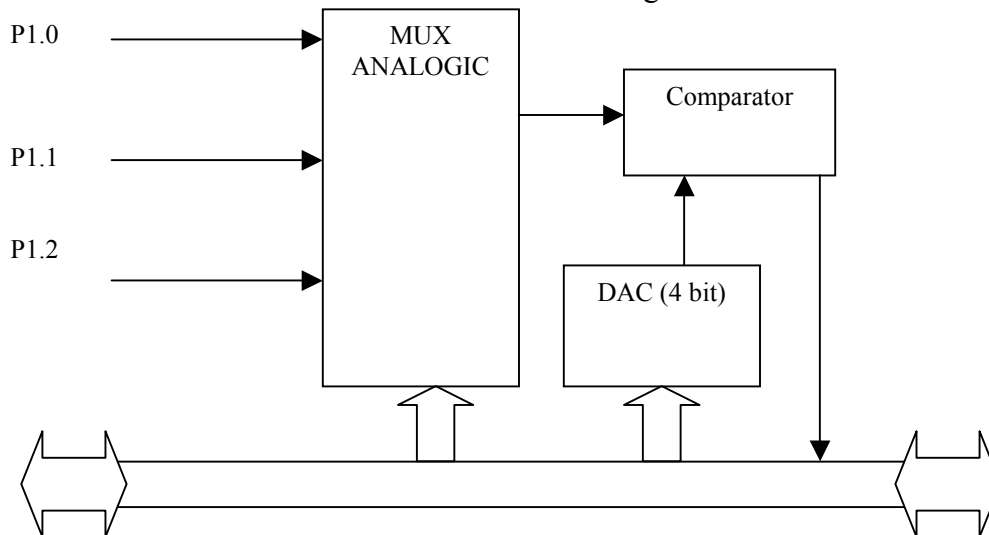 P1.0
MUX
ANALOGIC
Comparator
P1.1
P1.2
DAC (4 bit)